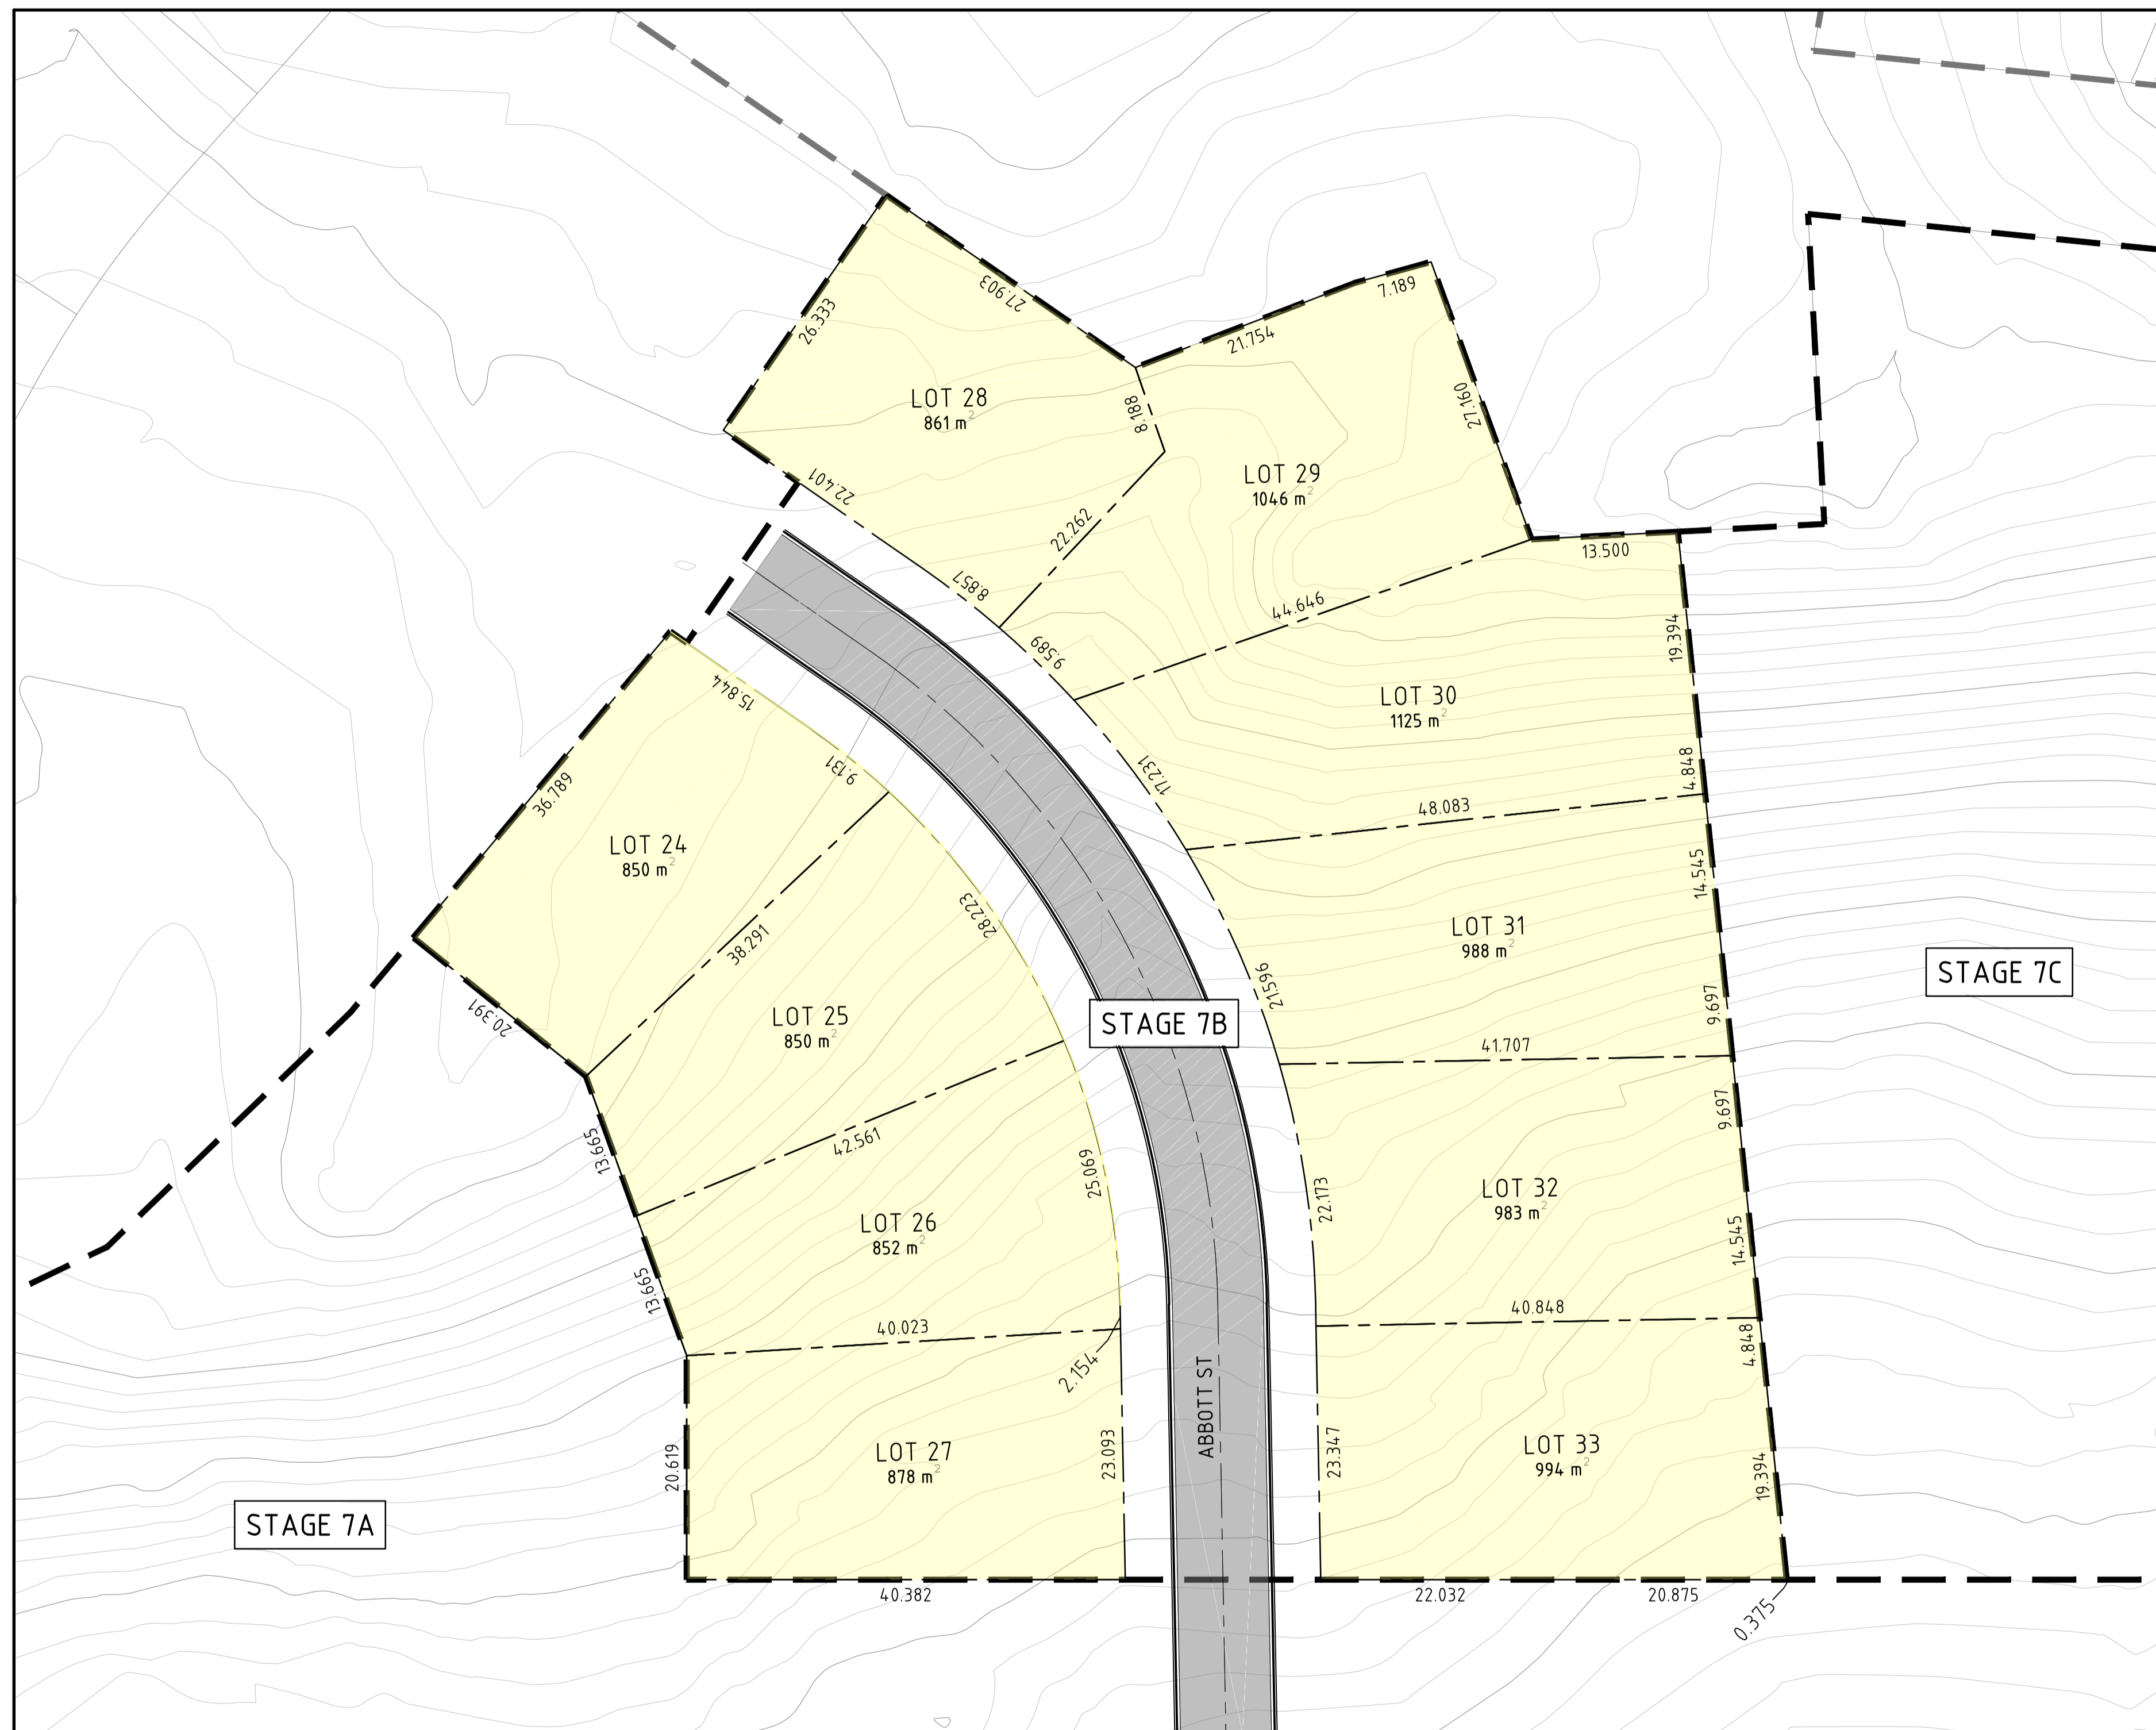 27.903
26.333
7.189
21.754
LOT 28
861 m²
8.188
27.160
22.401
LOT 29
1046 m²
22.262
13.500
8.857
44.646
9.589
19.394
15.844
LOT 30
1125 m²
9.131
17.231
4.848
36.789
48.083
LOT 24
850 m²
14.545
28.223
38.291
LOT 31
988 m²
STAGE 7C
20.391
21.596
9.697
LOT 25
850 m²
STAGE 7B
41.707
13.665
42.561
9.697
25.069
LOT 32
983 m²
22.173
LOT 26
852 m²
14.545
13.665
40.023
40.848
2.154
4.848
ABBOTT ST
LOT 27
878 m²
20.619
23.093
23.347
LOT 33
994 m²
19.394
STAGE 7A
40.382
22.032
20.875
0.375